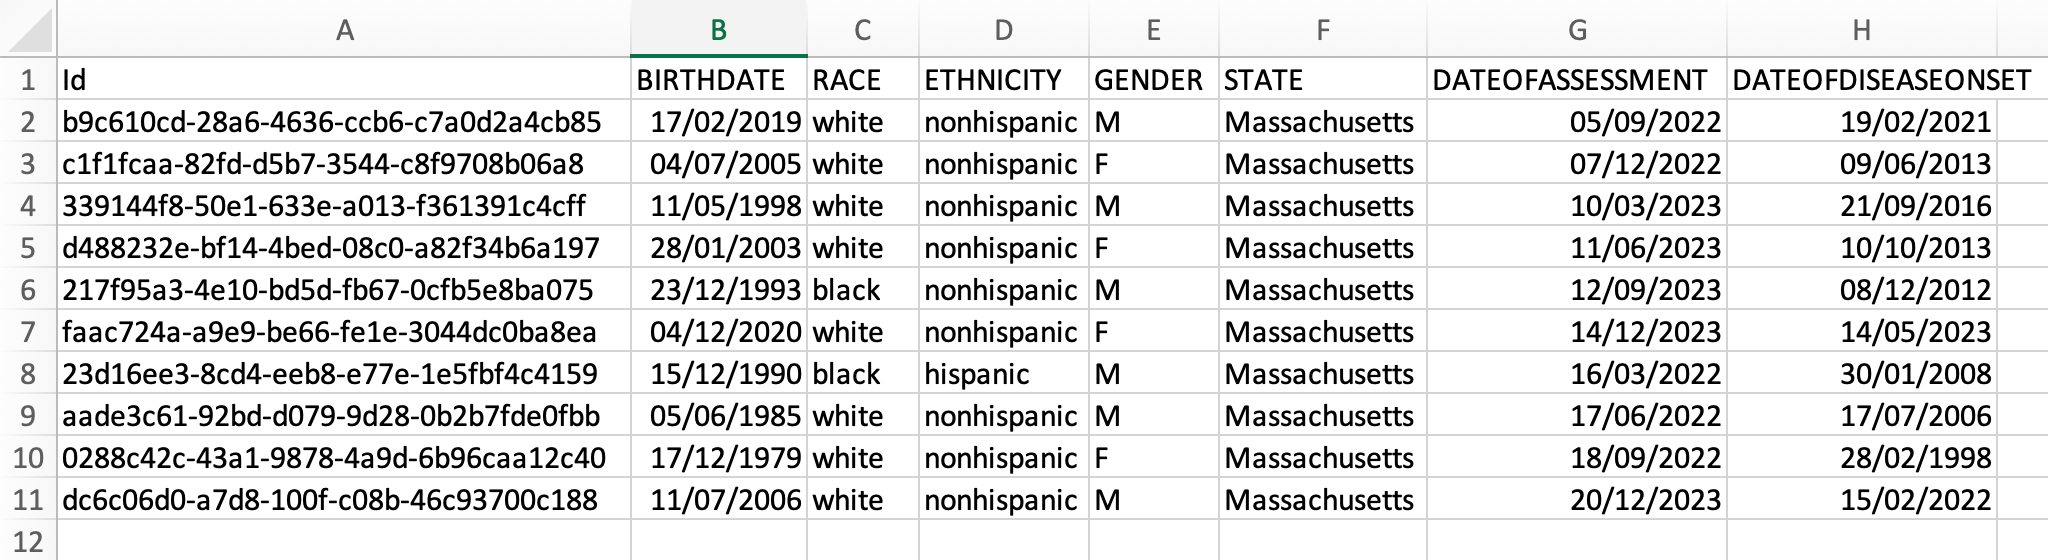 A B C D E F G H
1 Id BIRTHDATE RACE ETHNICITY GENDER STATE DATEOFASSESSMENT DATEOFDISEASEONSET
2 b9c610cd-28a6-4636-ccb6-c7a0d2a4cb85 17/02/2019 white nonhispanic M Massachusetts 05/09/2022 19/02/2021
3 c1f1fcaa-82fd-d5b7-3544-c8f9708b06a8 04/07/2005 white nonhispanic F Massachusetts 07/12/2022 09/06/2013
4 339144f8-50e1-633e-a013-f361391c4cff 11/05/1998 white nonhispanic M Massachusetts 10/03/2023 21/09/2016
5 d488232e-bf14-4bed-08c0-a82f34b6a197 28/01/2003 white nonhispanic F Massachusetts 11/06/2023 10/10/2013
6 217f95a3-4e10-bd5d-fb67-0cfb5e8ba075 23/12/1993 black nonhispanic M Massachusetts 12/09/2023 08/12/2012
7 faac724a-a9e9-be66-fe1e-3044dc0ba8ea 04/12/2020 white nonhispanic F Massachusetts 14/12/2023 14/05/2023
8 23d16ee3-8cd4-eeb8-e77e-1e5fbf4c4159 15/12/1990 black hispanic M Massachusetts 16/03/2022 30/01/2008
9 aade3c61-92bd-d079-9d28-0b2b7fde0fbb 05/06/1985 white nonhispanic M Massachusetts 17/06/2022 17/07/2006
10 0288c42c-43a1-9878-4a9d-6b96caa12c40 17/12/1979 white nonhispanic F Massachusetts 18/09/2022 28/02/1998
11 dc6c06d0-a7d8-100f-c08b-46c93700c188 11/07/2006 white nonhispanic M Massachusetts 20/12/2023 15/02/2022
12